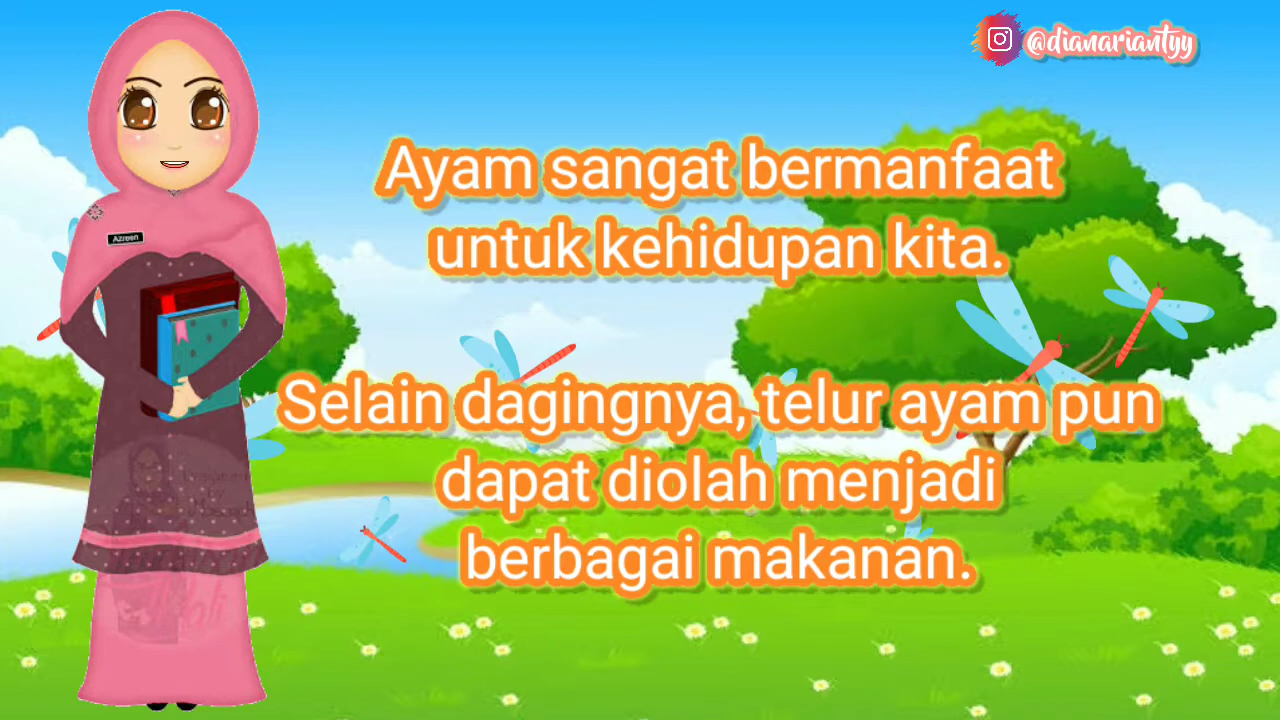 @dianariantyy
Ayam sangat bermanfaat
untuk kehidupan kita.
Azreen
Selain dagingnya, telur ayam pun
dapat diolah menjadi
berbagai makanan.